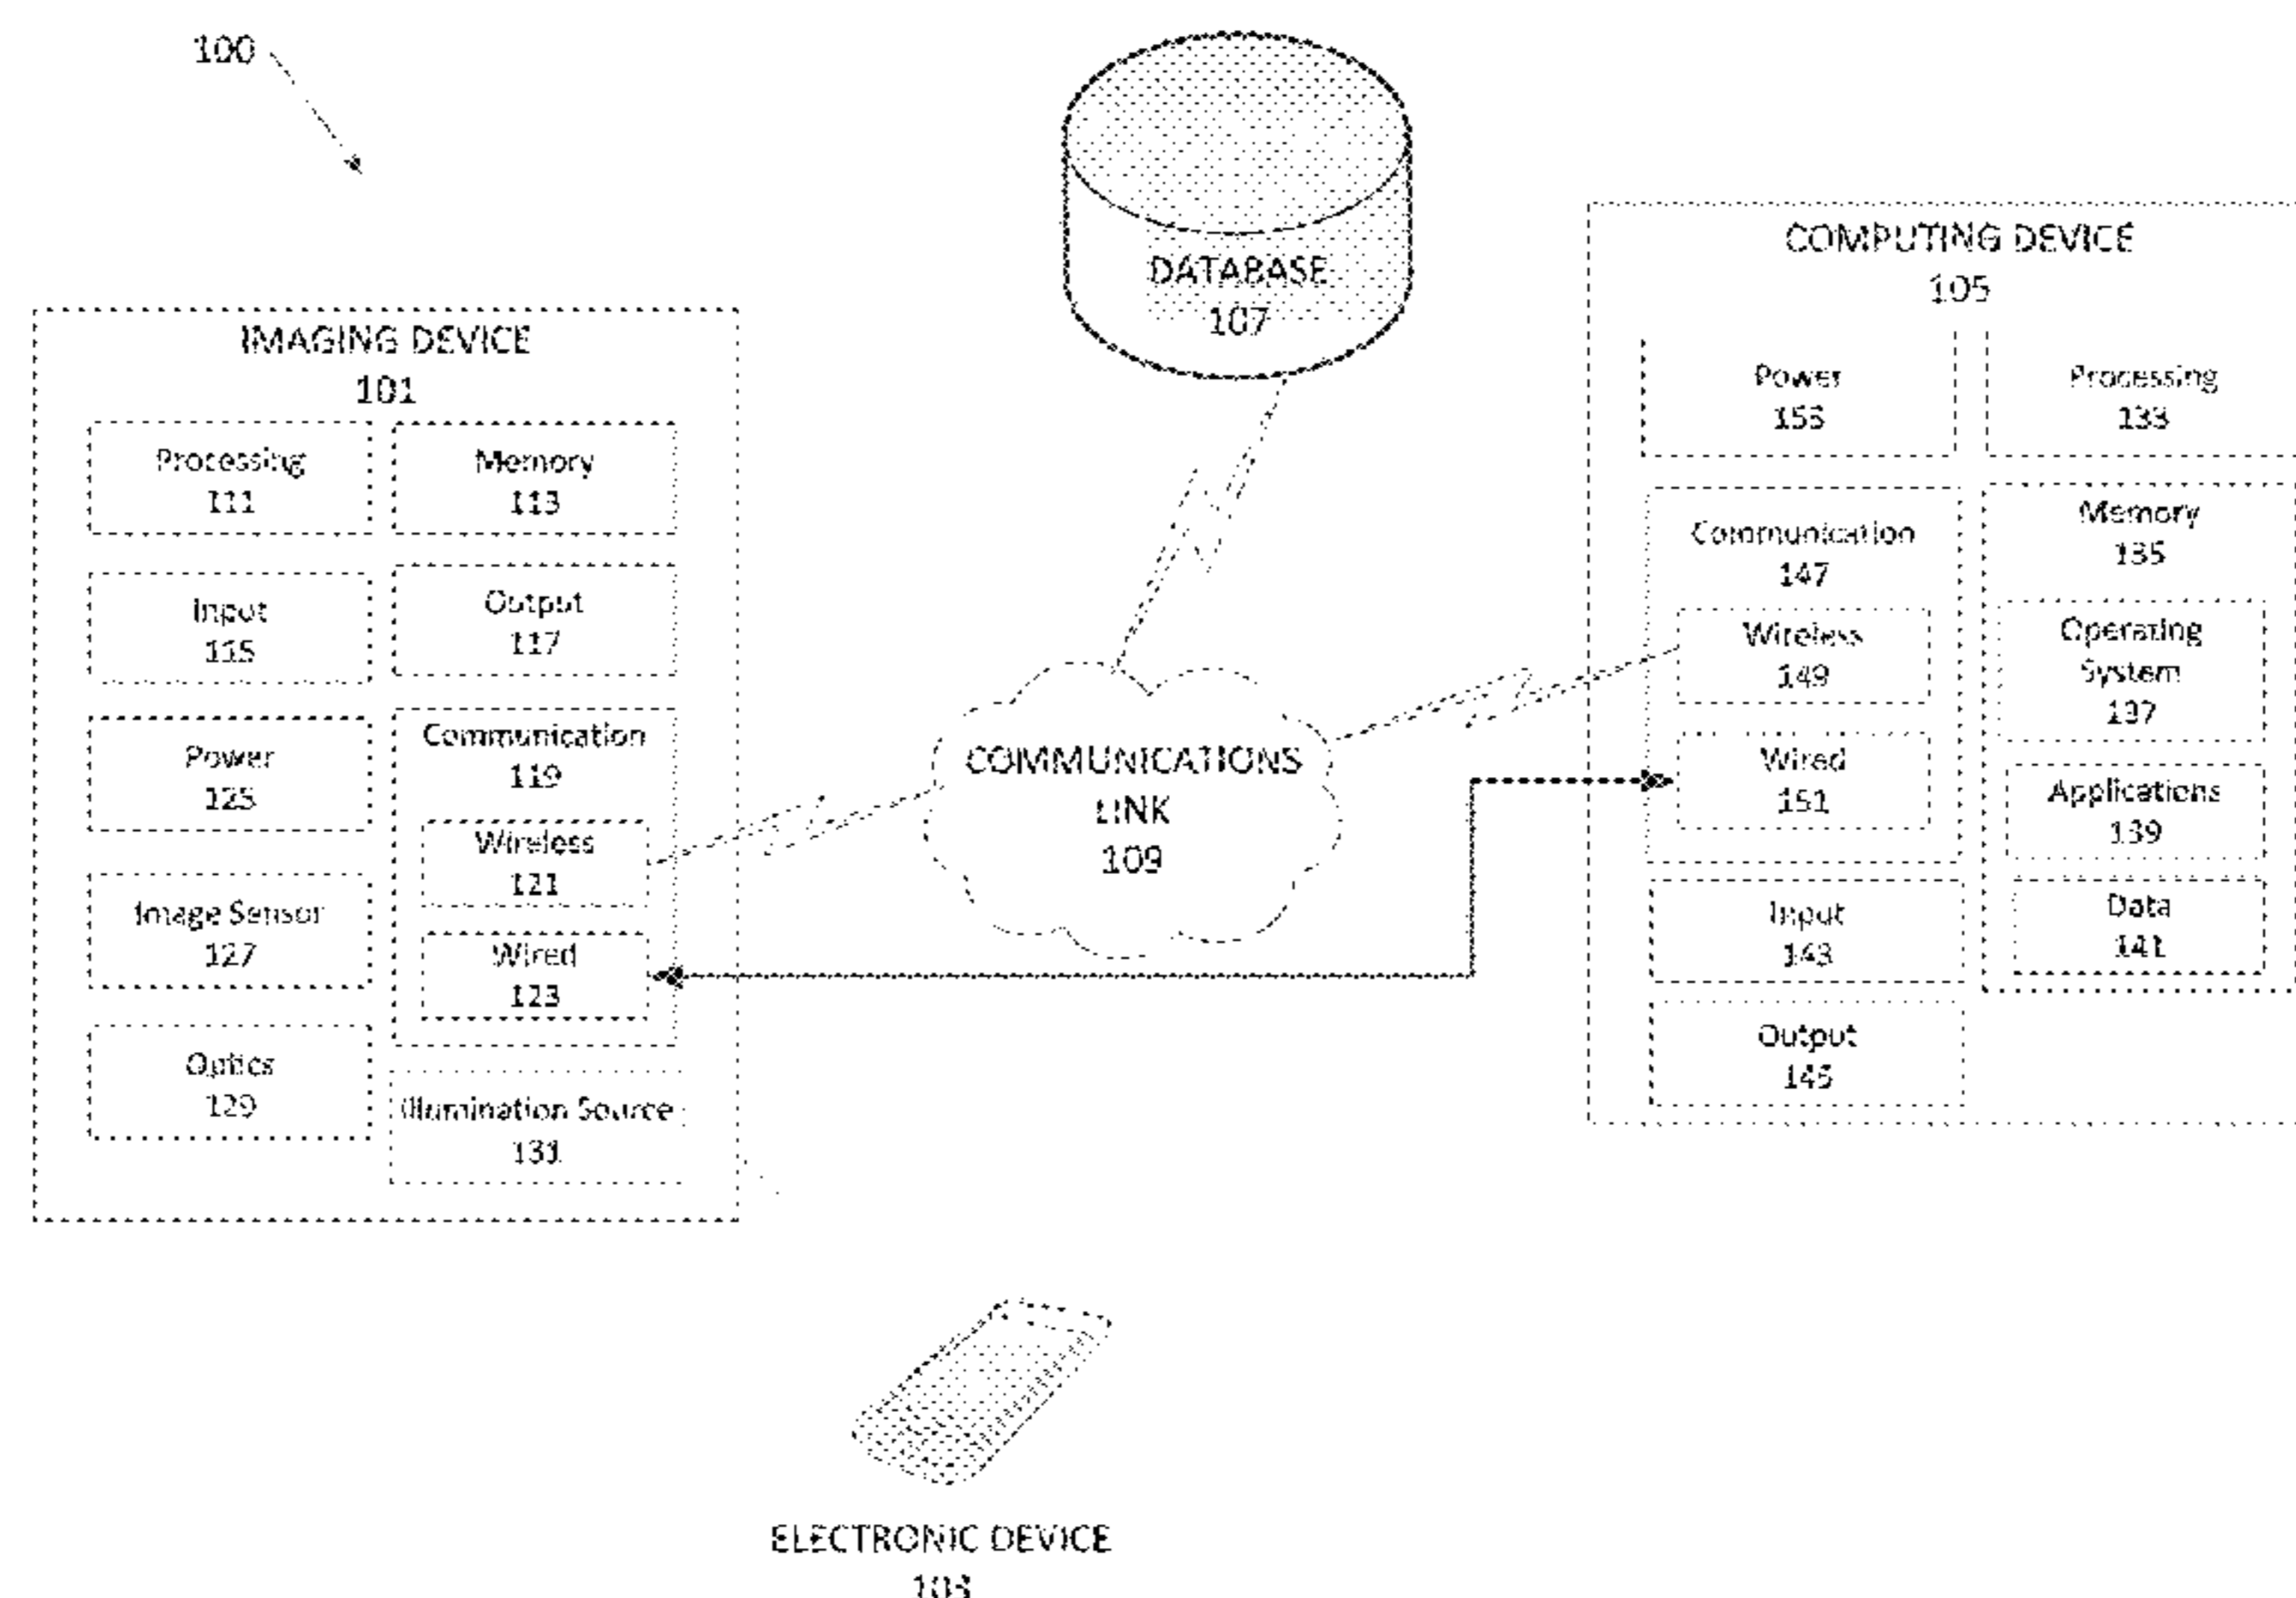 100
DATABASE
107
IMAGING DEVICE
101
Processing
111
Memory
113
Input
115
Output
117
Power
125
Communication
119
Wireless
121
Wired
123
Image Sensor
127
Optics
129
Illumination Source
131
COMMUNICATIONS
LINK
109
COMPUTING DEVICE
105
Power
Processing
133
Communication
147
Wireless
149
Wired
151
Memory
135
Operating
System
137
Applications
139
Data
141
Input
143
Output
145
ELECTRONIC DEVICE
103